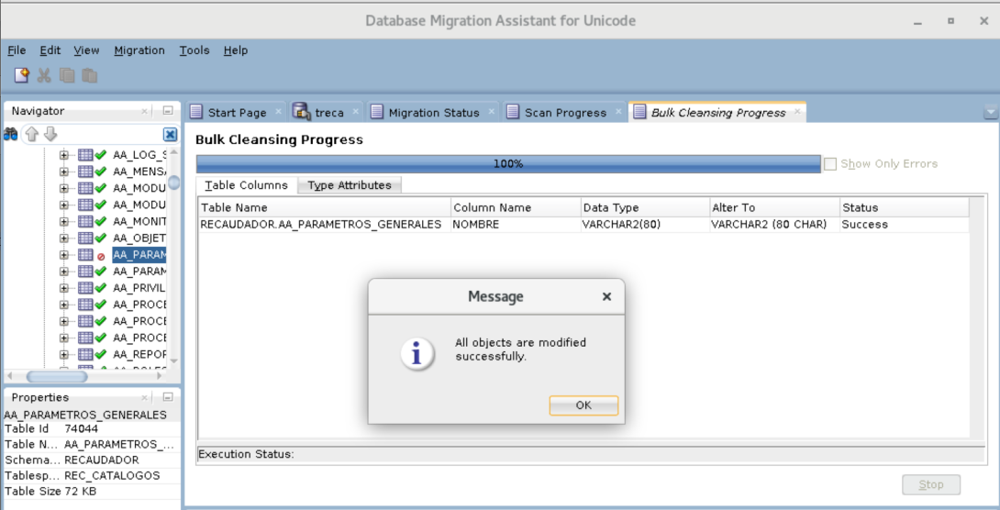 Database Migration Assistant for Unicode
File Edit View Migration Tools Help
Navigator
Start Page
treca
Migration Status
Scan Progress
Bulk Cleansing Progress
AA_LOG_S
AA_MENSA
AA_MODU
AA_MODU
AA_MONIT
AA_OBJET
AA_PARAM
AA_PARAM
AA_PRIVIL
AA_PROCE
AA_PROCE
AA_PROCE
AA_REPOR
Properties
AA_PARAMETROS_GENERALES
Table Id 74044
Table N... AA_PARAMETROS_...
Schema... RECAUDADOR
Tablesp... REC_CATALOGOS
Table Size 72 KB
Bulk Cleansing Progress
100%
Show Only Errors
Table Columns Type Attributes
Table Name Column Name Data Type Alter To Status
RECAUDADOR.AA_PARAMETROS_GENERALES NOMBRE VARCHAR2(80) VARCHAR2 (80 CHAR) Success
Message
All objects are modified
successfully.
OK
Execution Status:
Stop